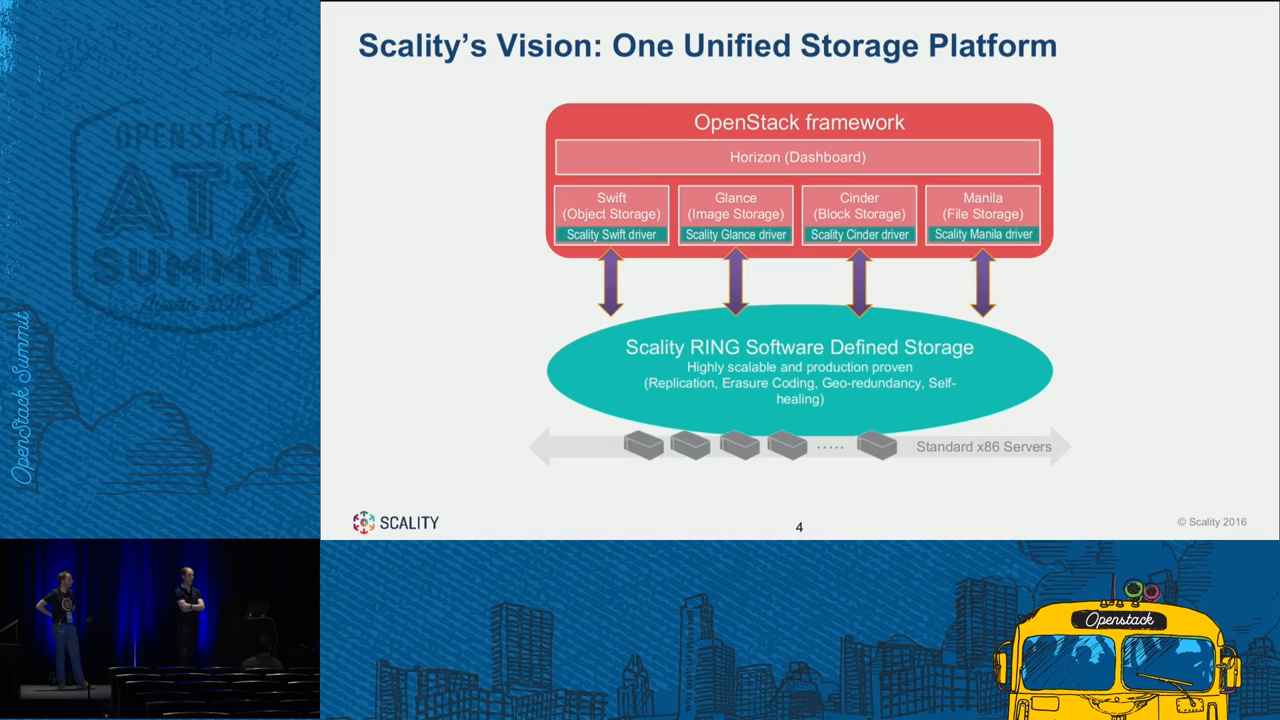 Scality's Vision: One Unified Storage Platform
OpenStack framework
Horizon (Dashboard)
Swift
(Object Storage)
Scality Swift driver
Glance
(Image Storage)
Scality Glance driver
Cinder
(Block Storage)
Scality Cinder driver
Manila
(File Storage)
Scality Manila driver
Scality RING Software Defined Storage
Highly scalable and production proven
(Replication, Erasure Coding, Geo-redundancy, Self-
healing)
.....
Standard x86 Servers
SCALITY
4
© Scality 2016
OPENSTACK
ATX
SUMMIT
Austin 2016
OpenStack Summit
Openstack